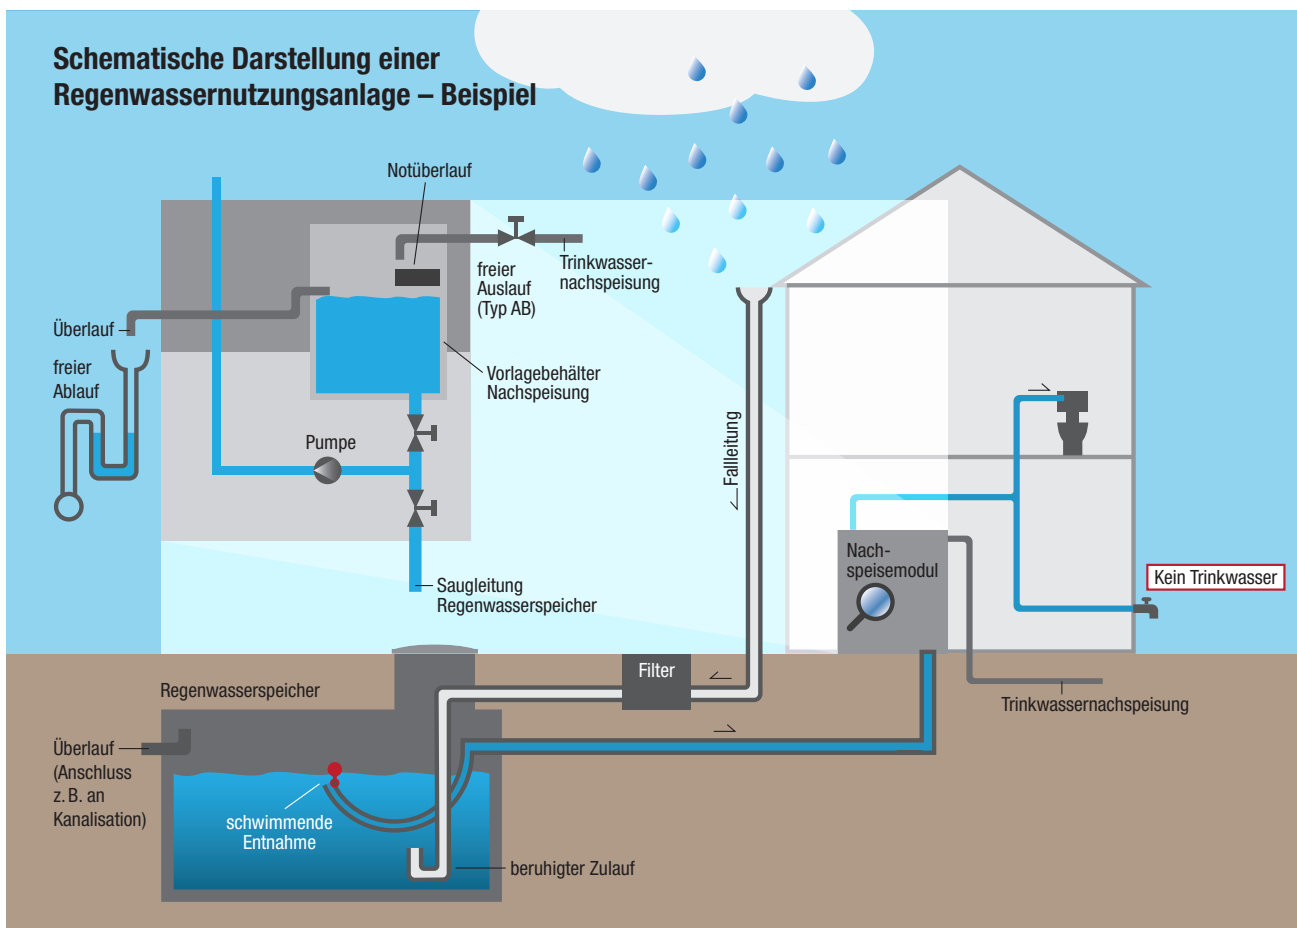 Schematische Darstellung einer
Regenwassernutzungsanlage – Beispiel
Notüberlauf
freier
Auslauf
(Typ AB)
Trinkwasser-
nachspeisung
Überlauf
freier
Ablauf
Vorlagebehälter
Nachspeisung
Pumpe
Saugleitung
Regenwasserspeicher
Fallleitung
Nach-
speisemodul
Kein Trinkwasser
Filter
Trinkwassernachspeisung
Regenwasserspeicher
Überlauf
(Anschluss
z. B. an
Kanalisation)
schwimmende
Entnahme
beruhigter Zulauf